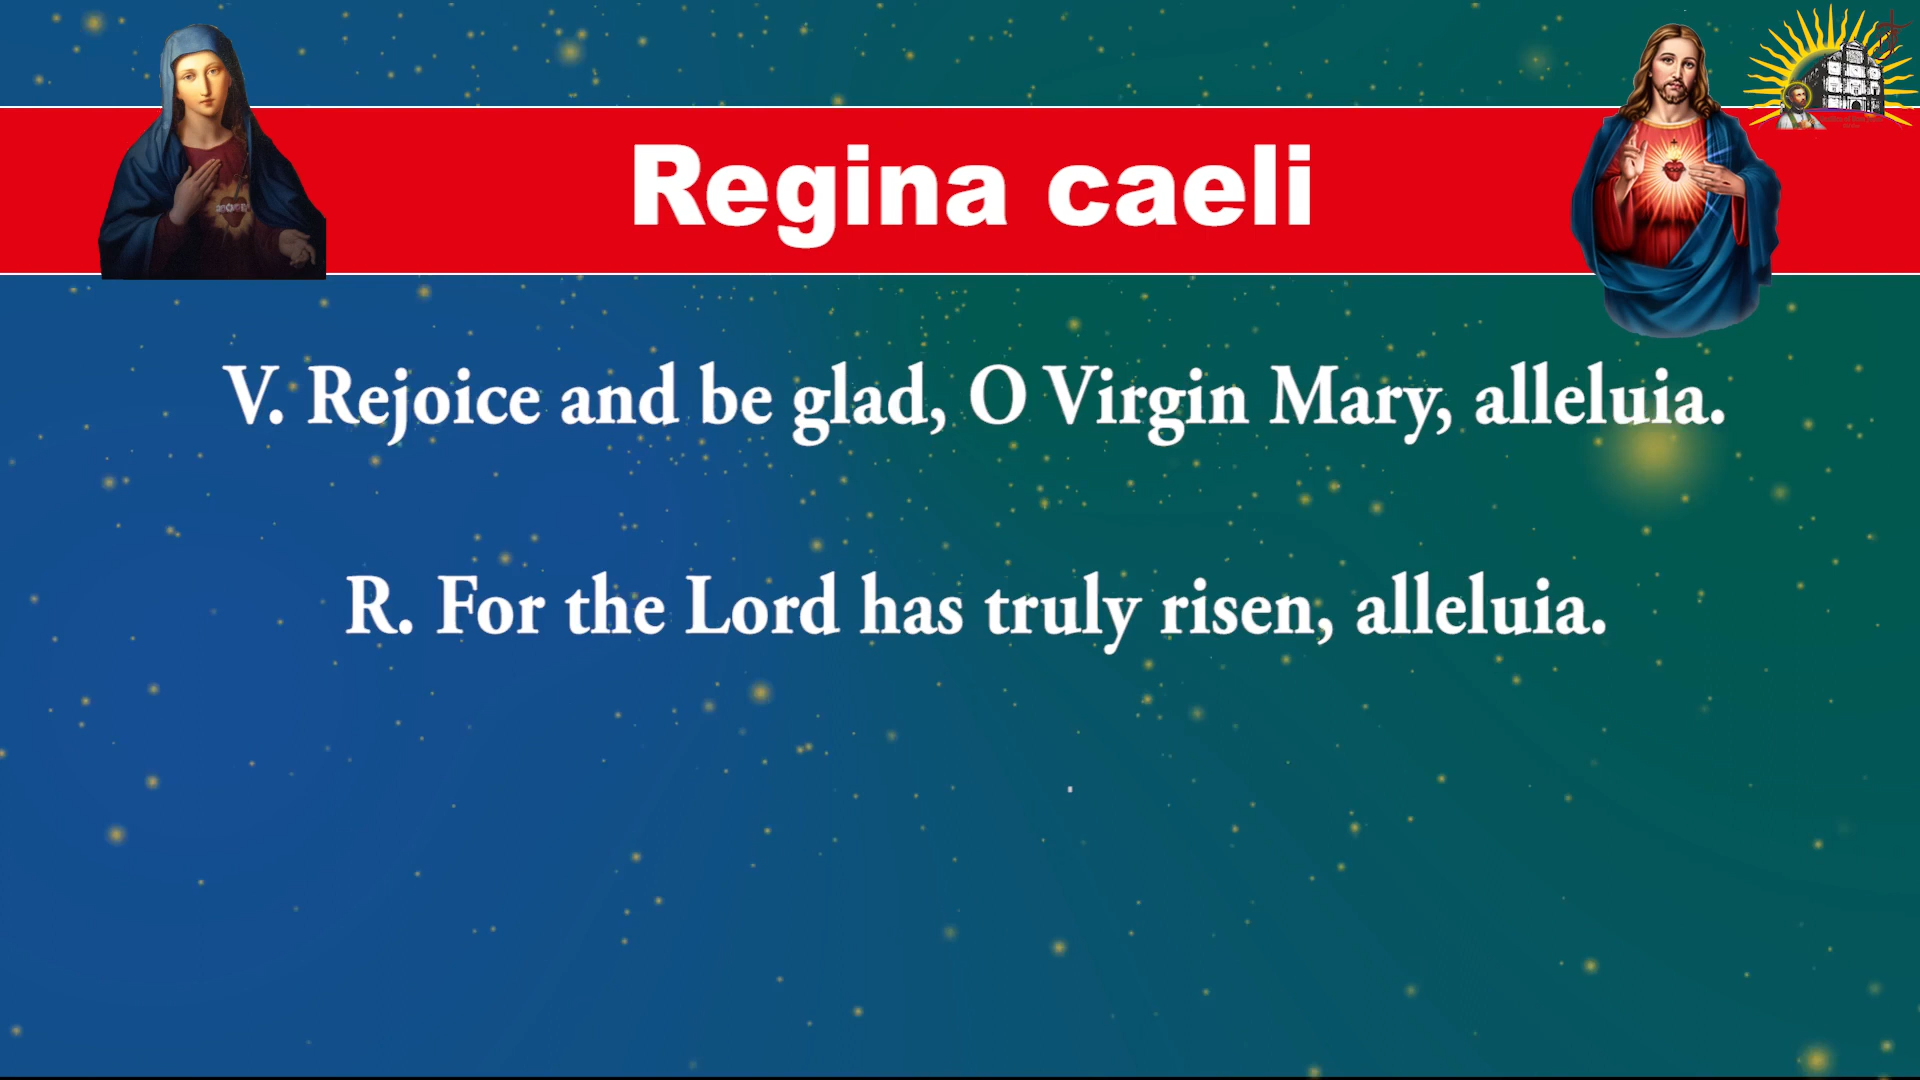 Regina caeli
V. Rejoice and be glad, O Virgin Mary, alleluia.
R. For the Lord has truly risen, alleluia.